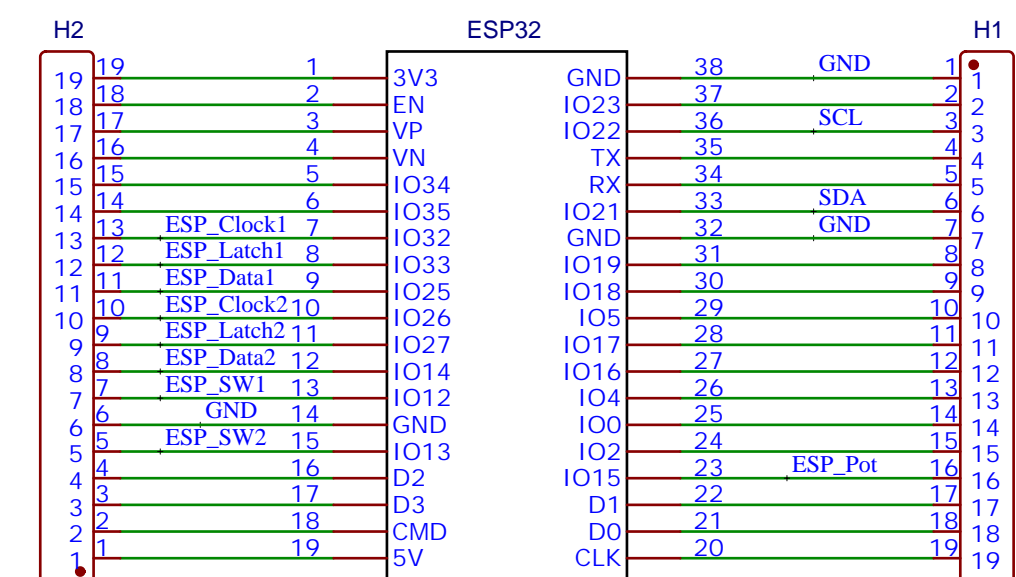 H2 ESP32 H1
19 19 1 3V3 GND 38 GND 1 1
18 18 2 EN IO23 37 2 2
17 17 3 VP IO22 36 SCL 3 3
16 16 4 VN TX 35 4 4
15 15 5 IO34 RX 34 5 5
14 14 6 IO35 IO21 33 SDA 6 6
13 13 ESP_Clock1 7 IO32 GND 32 GND 7 7
12 12 ESP_Latch1 8 IO33 IO19 31 8 8
11 11 ESP_Data1 9 IO25 IO18 30 9 9
10 10 ESP_Clock2 10 IO26 IO5 29 10 10
9 9 ESP_Latch2 11 IO27 IO17 28 11 11
8 8 ESP_Data2 12 IO14 IO16 27 12 12
7 7 ESP_SW1 13 IO12 IO4 26 13 13
6 6 GND 14 GND IO0 25 14 14
5 5 ESP_SW2 15 IO13 IO2 24 15 15
4 4 16 D2 IO15 23 ESP_Pot 16 16
3 3 17 D3 D1 22 17 17
2 2 18 CMD D0 21 18 18
1 1 19 5V CLK 20 19 19